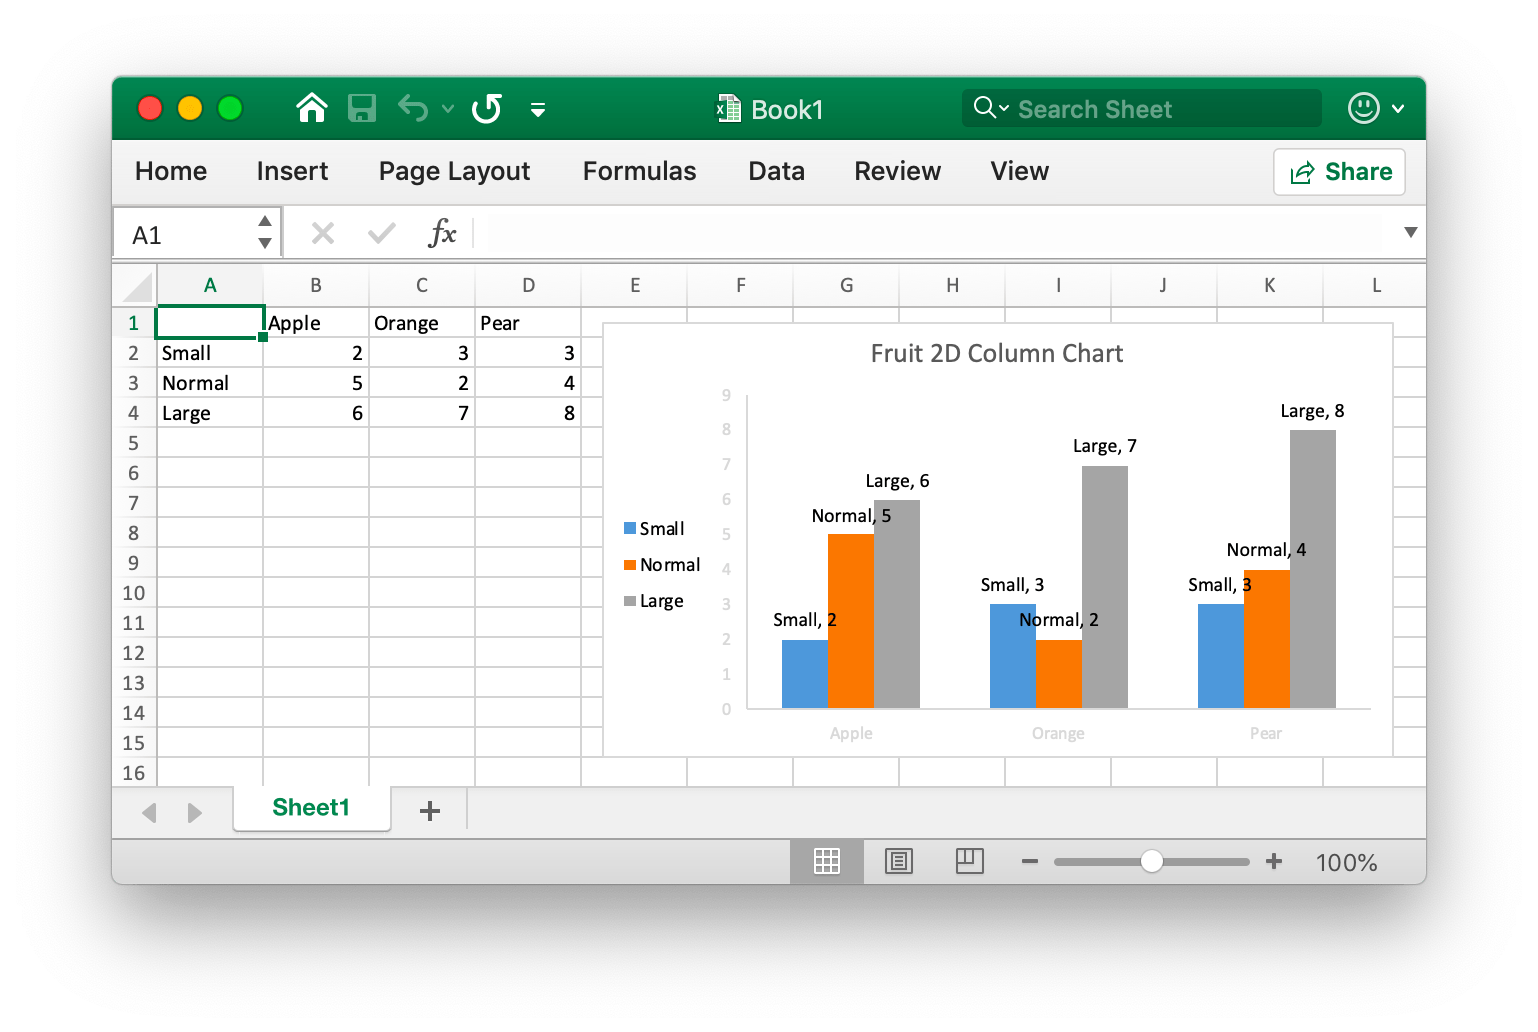 Book1
Search Sheet
Home Insert Page Layout Formulas Data Review View Share
A1 fx
A B C D E F G H I J K L
1 Apple Orange Pear
2 Small 2 3 3
3 Normal 5 2 4
4 Large 6 7 8
5
6
7
8
9
10
11
12
13
14
15
16
Fruit 2D Column Chart
9
8
7
6
5
4
3
2
1
0
Small
Normal
Large
Small, 2
Normal, 5
Large, 6
Small, 3
Normal, 2
Large, 7
Small, 3
Normal, 4
Large, 8
Apple Orange Pear
Sheet1 +
100%